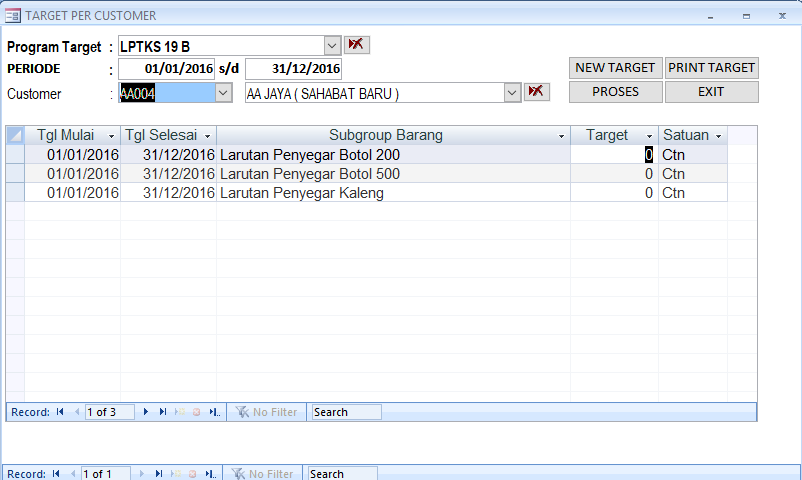 TARGET PER CUSTOMER
Program Target : LPTKS 19 B
PERIODE : 01/01/2016 s/d 31/12/2016
NEW TARGET PRINT TARGET
Customer : AA004 AA JAYA ( SAHABAT BARU )
PROSES EXIT
Tgl Mulai Tgl Selesai Subgroup Barang Target Satuan
01/01/2016 31/12/2016 Larutan Penyegar Botol 200 0 Ctn
01/01/2016 31/12/2016 Larutan Penyegar Botol 500 0 Ctn
01/01/2016 31/12/2016 Larutan Penyegar Kaleng 0 Ctn
Record: 1 of 3 No Filter Search
Record: 1 of 1 No Filter Search